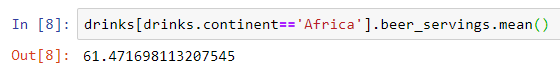 In [8]: drinks[drinks.continent=='Africa'].beer_servings.mean()
Out[8]: 61.471698113207545